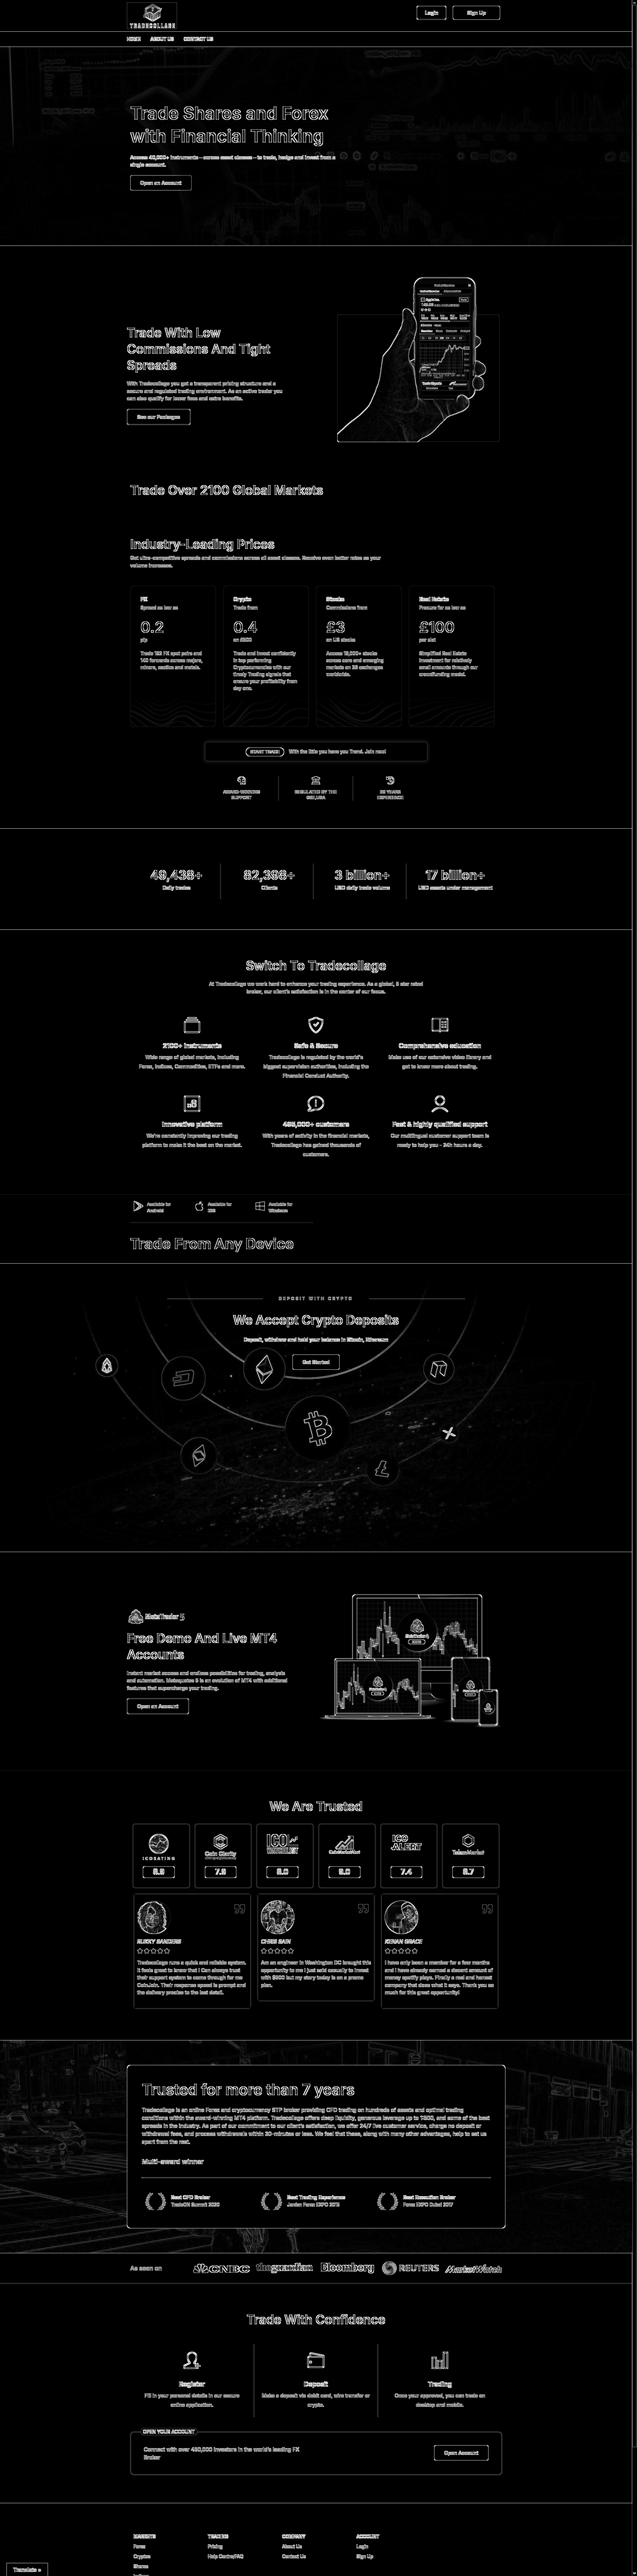 TRADECOLLAGE
Login
Sign Up
HOME
ABOUT US
CONTACT US
Trade Shares and Forex
with Financial Thinking
Access 40,000+ instruments – across asset classes – to trade, hedge and invest from a
single account.
Open an Account
Trade With Low
Commissions And Tight
Spreads
With Tradecollage you get a transparent pricing structure and a
secure and regulated trading environment. As an active trader you
can also qualify for lower fees and extra benefits.
See our Packages
Trade Over 2100 Global Markets
Industry-Leading Prices
Get ultra-competitive spreads and commissions across all asset classes. Receive even better rates as your
volume increases.
FX
Spread as low as
0.2
pip
Trade 182 FX spot pairs and
140 forwards across majors,
minors, exotics and metals.
Crypto
Trade from
0.4
on £500
Trade and invest confidently
in top performing
Cryptocurrencies with our
timely Trading signals that
ensure your profitability from
day one.
Stocks
Commissions from
£3
on US stocks
Access 19,000+ stocks
across core and emerging
markets on 36 exchanges
worldwide.
Real Estate
Procure for as low as
£100
per slot
Simplified Real Estate
investment for relatively
small amounts through our
crowdfunding model.
START TRADE!
With the little you have you Trend. Join now!
AWARD-WINNING
SUPPORT
REGULATED BY THE
YEARS
EXPERIENCE
49,438+
Daily trades
82,398+
Clients
3 billion+
USD daily trade volume
17 billion+
USD assets under management
Switch To Tradecollage
At Tradecollage we work hard to enhance your trading experience. As a global, 5 star rated
broker, our client's satisfaction is in the center of our focus.
2100+ Instruments
Wide range of global markets, including
Forex, Indices, Commodities, ETFs and more.
Safe & Secure
Tradecollage is regulated by the world's
biggest supervision authorities, including the
Financial Conduct Authority.
Comprehensive education
Make use of our extensive video library and
get to know more about trading.
Innovative platform
We're constantly improving our trading
platform to make it the best on the market.
495,000+ customers
With years of activity in the financial markets,
Tradecollage has gained thousands of
customers.
Fast & highly qualified support
Our multilingual customer support team is
ready to help you – 24h hours a day.
Available for
Android
Available for
iOS
Available for
Windows
Trade From Any Device
DEPOSIT WITH CRYPTO
We Accept Crypto Deposits
Deposit, withdraw and hold your balance in Bitcoin, Ethereum
Get Started
MetaTrader 5
Free Demo And Live MT4
Accounts
Instant market access and endless possibilities for trading, analysis
and automation. Metaquotes 5 is an evolution of MT4 with additional
features that supercharge your trading.
Open an Account
We Are Trusted
ICORATING
8.9
Coin Clarity
7.9
ICO
WATCHLIST
8.0
CoinMarketAlert
9.0
ICO
ALERT
7.4
TokenMarket
8.7
RUXXY SANDERS
Tradecollage runs a quick and reliable system.
It feels great to know that I Can always trust
their support system to come through for me
CoinJoin. Their response speed is prompt and
the delivery precise to the last detail.
CHRIS BAIN
Am an engineer in Washington DC brought this
opportunity to me I just said casually to invest
with $500 but my story today is on a promo
plan.
KENAN GRACE
I have only been a member for a few months
and I have already earned a decent amount of
money spotify plays. Finally a real and honest
company that does what it says. Thank you so
much for this great opportunity!
Trusted for more than 7 years
Tradecollage is an online Forex and cryptocurrency STP broker providing CFD trading on hundreds of assets and optimal trading
conditions within the award-winning MT4 platform. Tradecollage offers deep liquidity, generous leverage up to 1:500, and some of the best
spreads in the industry. As part of our commitment to our client's satisfaction, we offer 24/7 live customer service, charge no deposit or
withdrawal fees, and process withdrawals within 30-minutes or less. We feel that these, along with many other advantages, help to set us
apart from the rest.
Multi-award winner
Best CFD Broker
TradeON Summit 2020
Best Trading Experience
Jordan Forex EXPO 2015
Best Execution Broker
Forex EXPO Dubai 2017
As seen on
CNBC
theguardian
Bloomberg
REUTERS
MarketWatch
Trade With Confidence
Register
Fill in your personal details in our secure
online application.
Deposit
Make a deposit via debit card, wire transfer or
crypto.
Trading
Once your approved, you can trade on
desktop and mobile.
OPEN YOUR ACCOUNT
Connect with over 450,000 investors in the world's leading FX
Broker
Open Account
MARKETS
Forex
Cryptos
Shares
Indices
TRADING
Pricing
Help Centre/FAQ
COMPANY
About Us
Contact Us
ACCOUNT
Login
Sign Up
Translate »